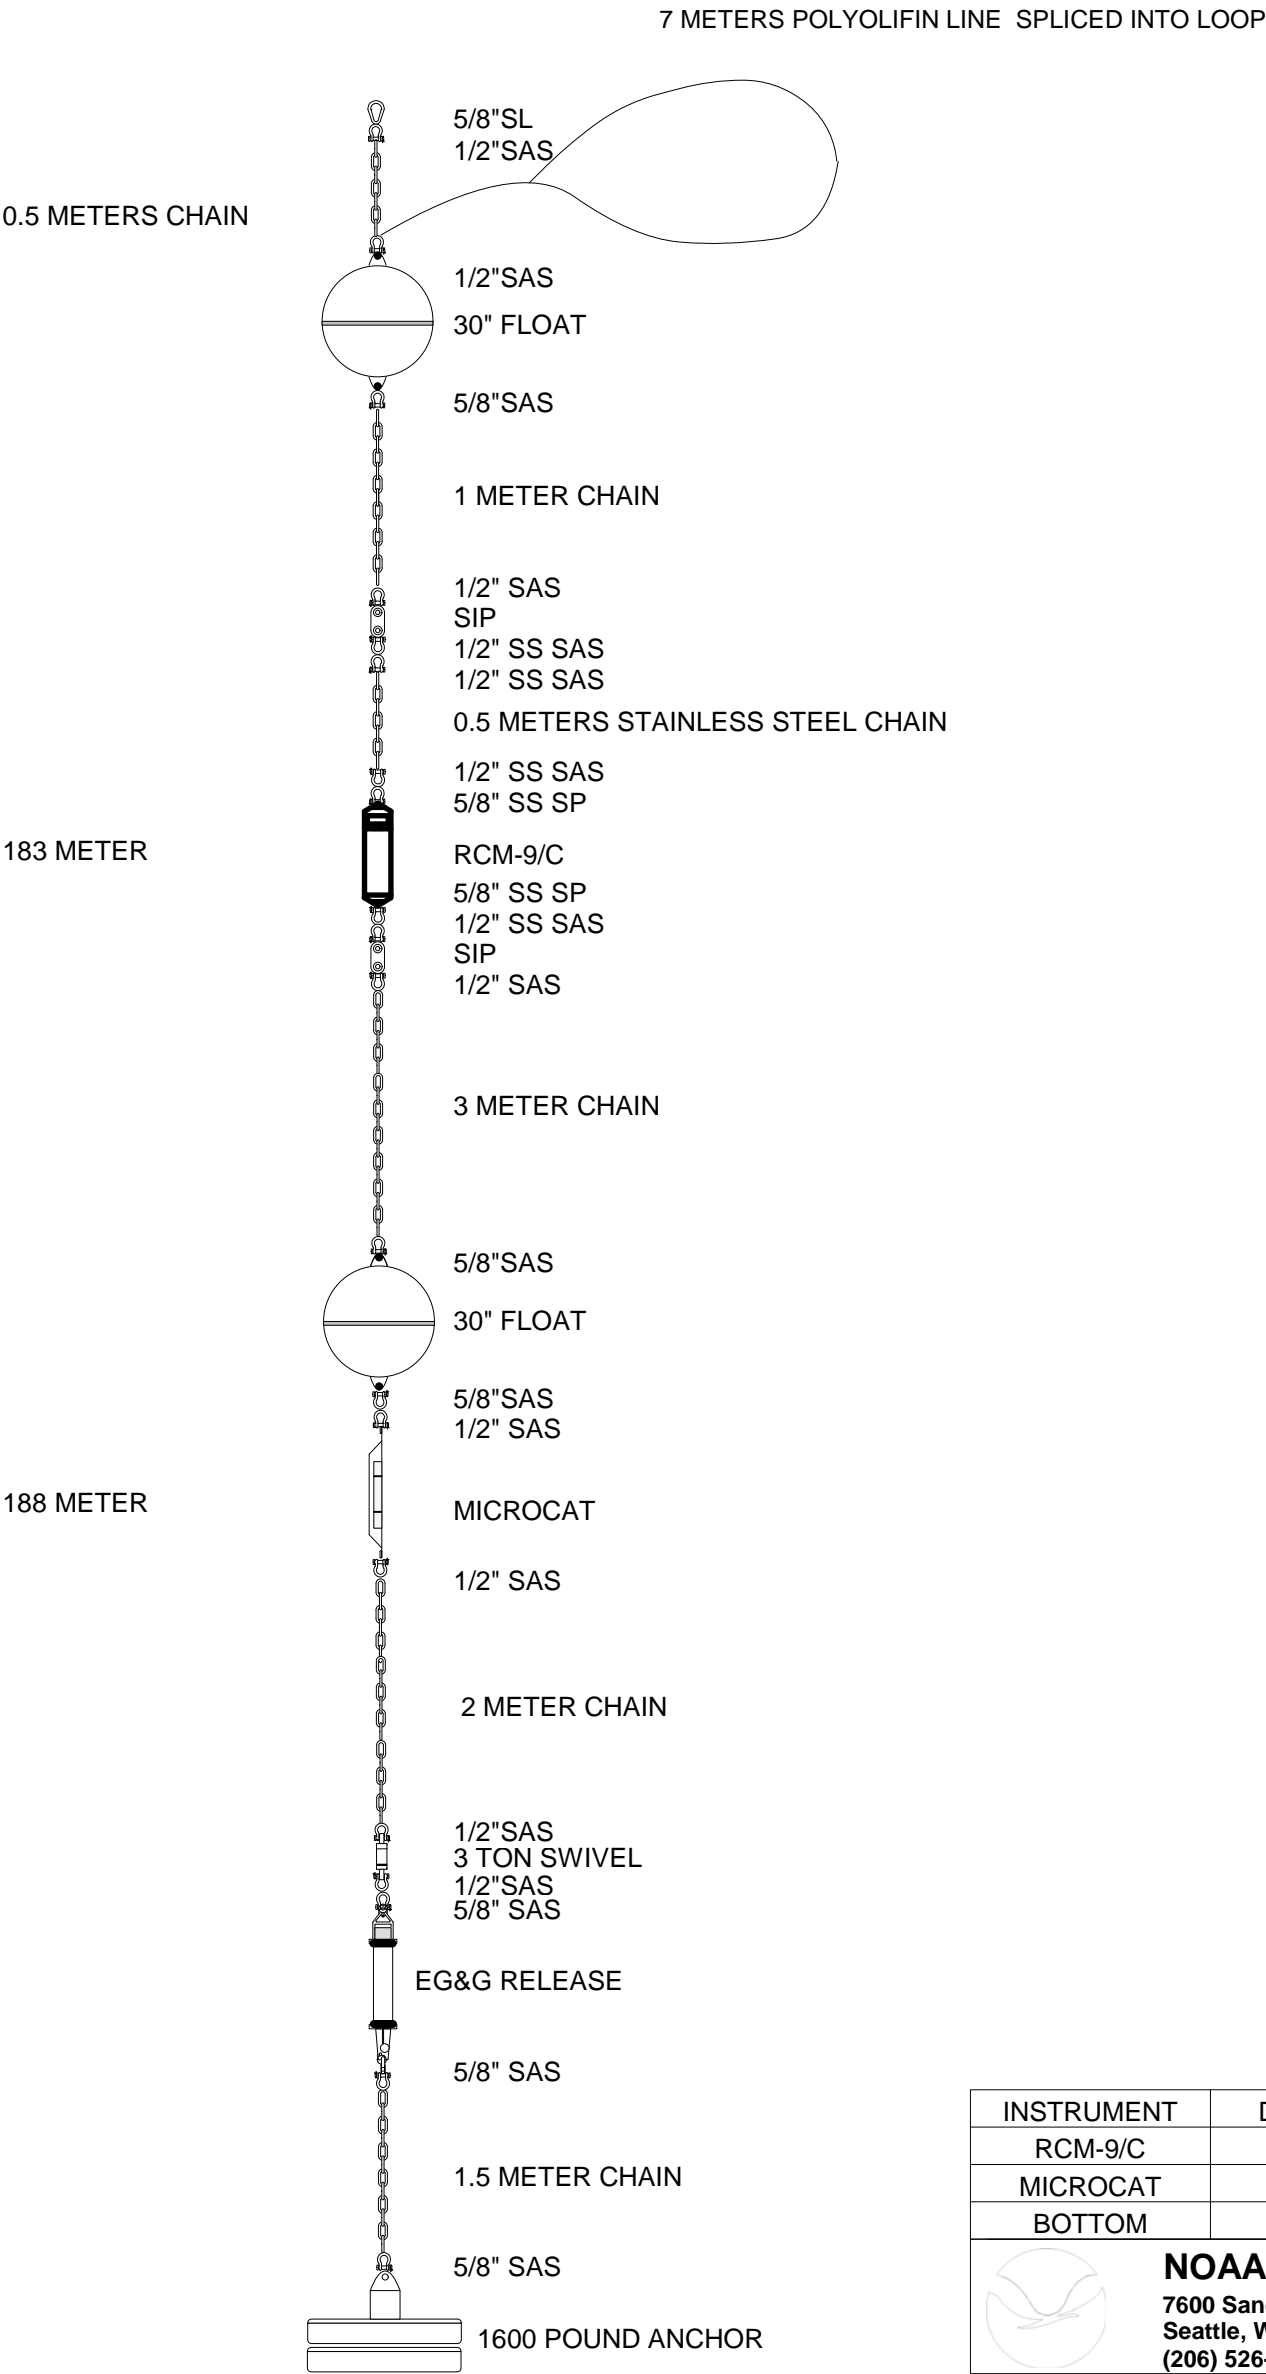 7 METERS POLYOLIFIN LINE SPLICED INTO LOOP
5/8"SL
1/2"SAS
0.5 METERS CHAIN
1/2"SAS
30" FLOAT
5/8"SAS
1 METER CHAIN
1/2" SAS
SIP
1/2" SS SAS
1/2" SS SAS
0.5 METERS STAINLESS STEEL CHAIN
1/2" SS SAS
5/8" SS SP
183 METER
RCM-9/C
5/8" SS SP
1/2" SS SAS
SIP
1/2" SAS
3 METER CHAIN
5/8"SAS
30" FLOAT
5/8"SAS
1/2" SAS
188 METER
MICROCAT
1/2" SAS
2 METER CHAIN
1/2"SAS
3 TON SWIVEL
1/2"SAS
5/8" SAS
EG&G RELEASE
5/8" SAS
1.5 METER CHAIN
5/8" SAS
1600 POUND ANCHOR
INSTRUMENT
RCM-9/C
MICROCAT
BOTTOM
NOAA
7600 San
Seattle, W
(206) 526-